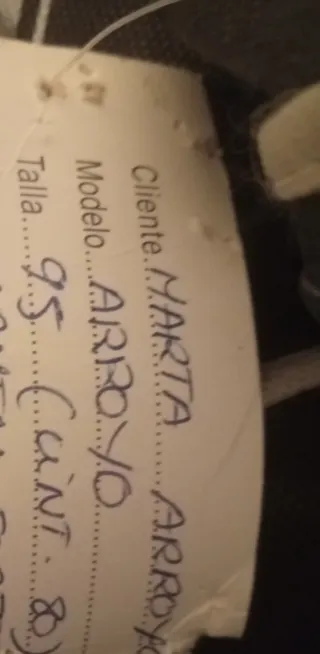 Cliente. MARTA ARROYO
Modelo.... ARROYO
Talla..... 95 (CINT. 80)